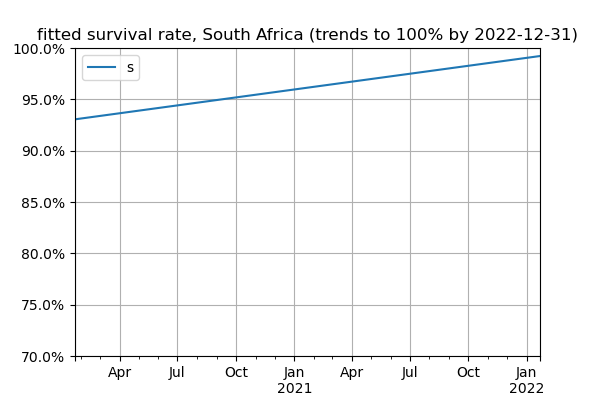 fitted survival rate, South Africa (trends to 100% by 2022-12-31)
100.0%
s
95.0%
90.0%
85.0%
80.0%
75.0%
70.0%
Apr Jul Oct Jan Apr Jul Oct Jan
2021 2022